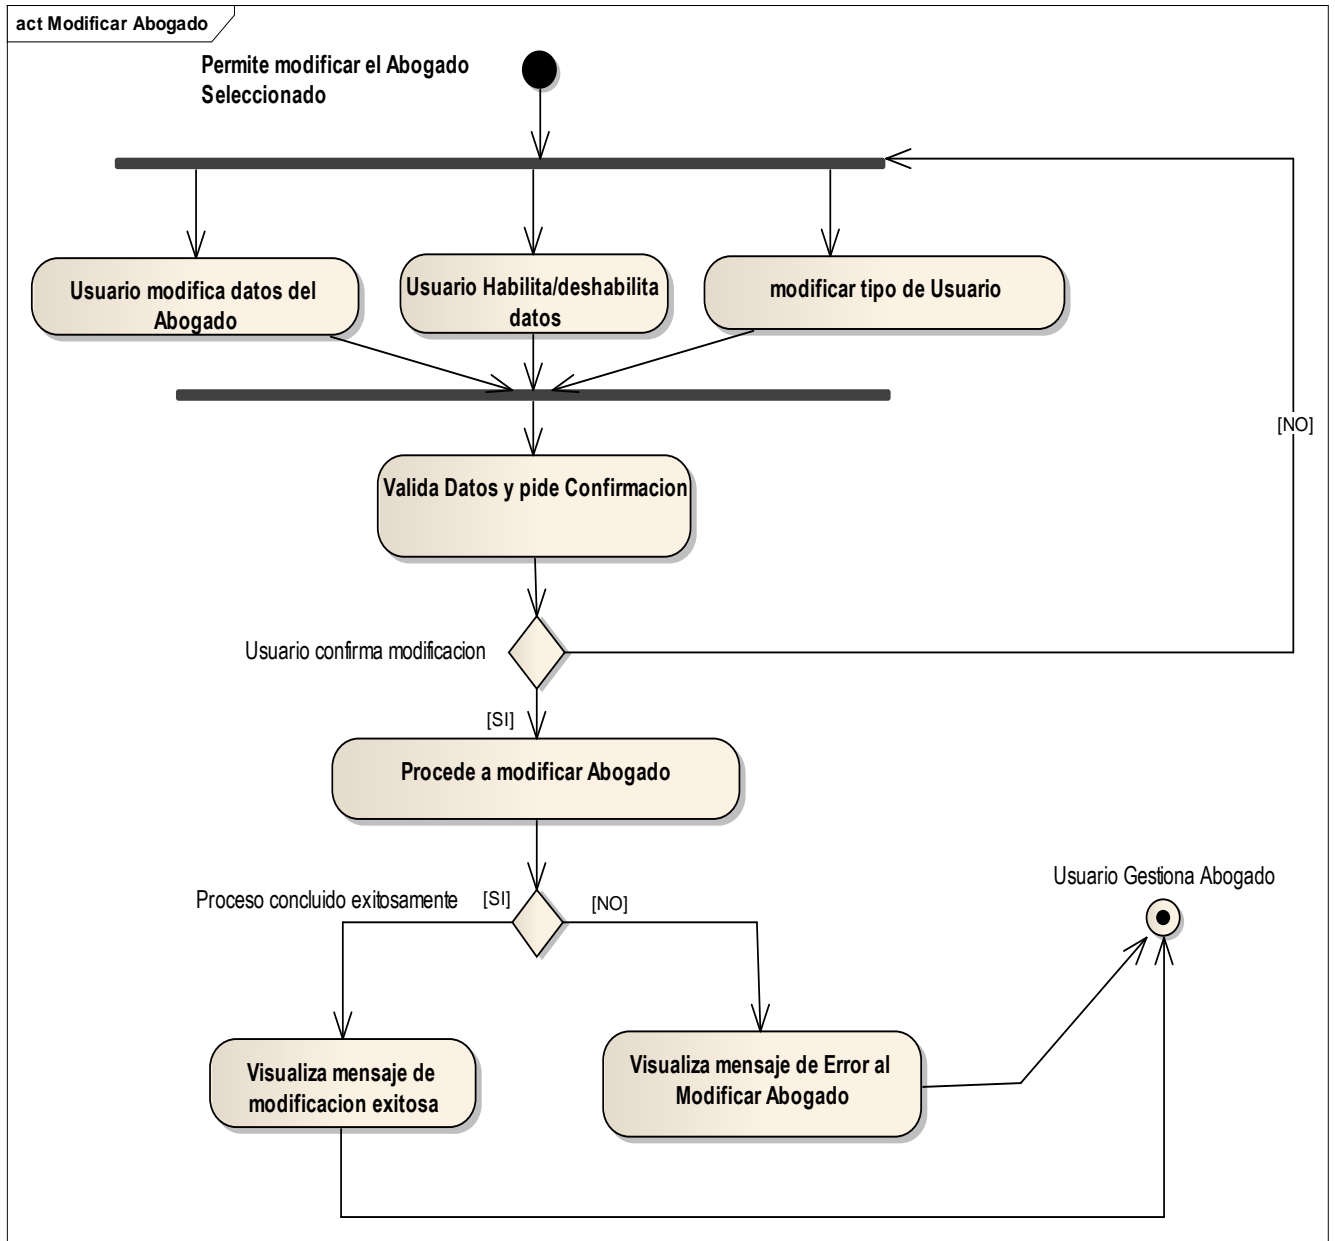 act Modificar Abogado
Permite modificar el Abogado
Seleccionado
Usuario modifica datos del
Abogado
Usuario Habilita/deshabilita
datos
modificar tipo de Usuario
[NO]
Valida Datos y pide Confirmacion
Usuario confirma modificacion
[SI]
Procede a modificar Abogado
Proceso concluido exitosamente
[SI]
[NO]
Usuario Gestiona Abogado
Visualiza mensaje de
modificacion exitosa
Visualiza mensaje de Error al
Modificar Abogado